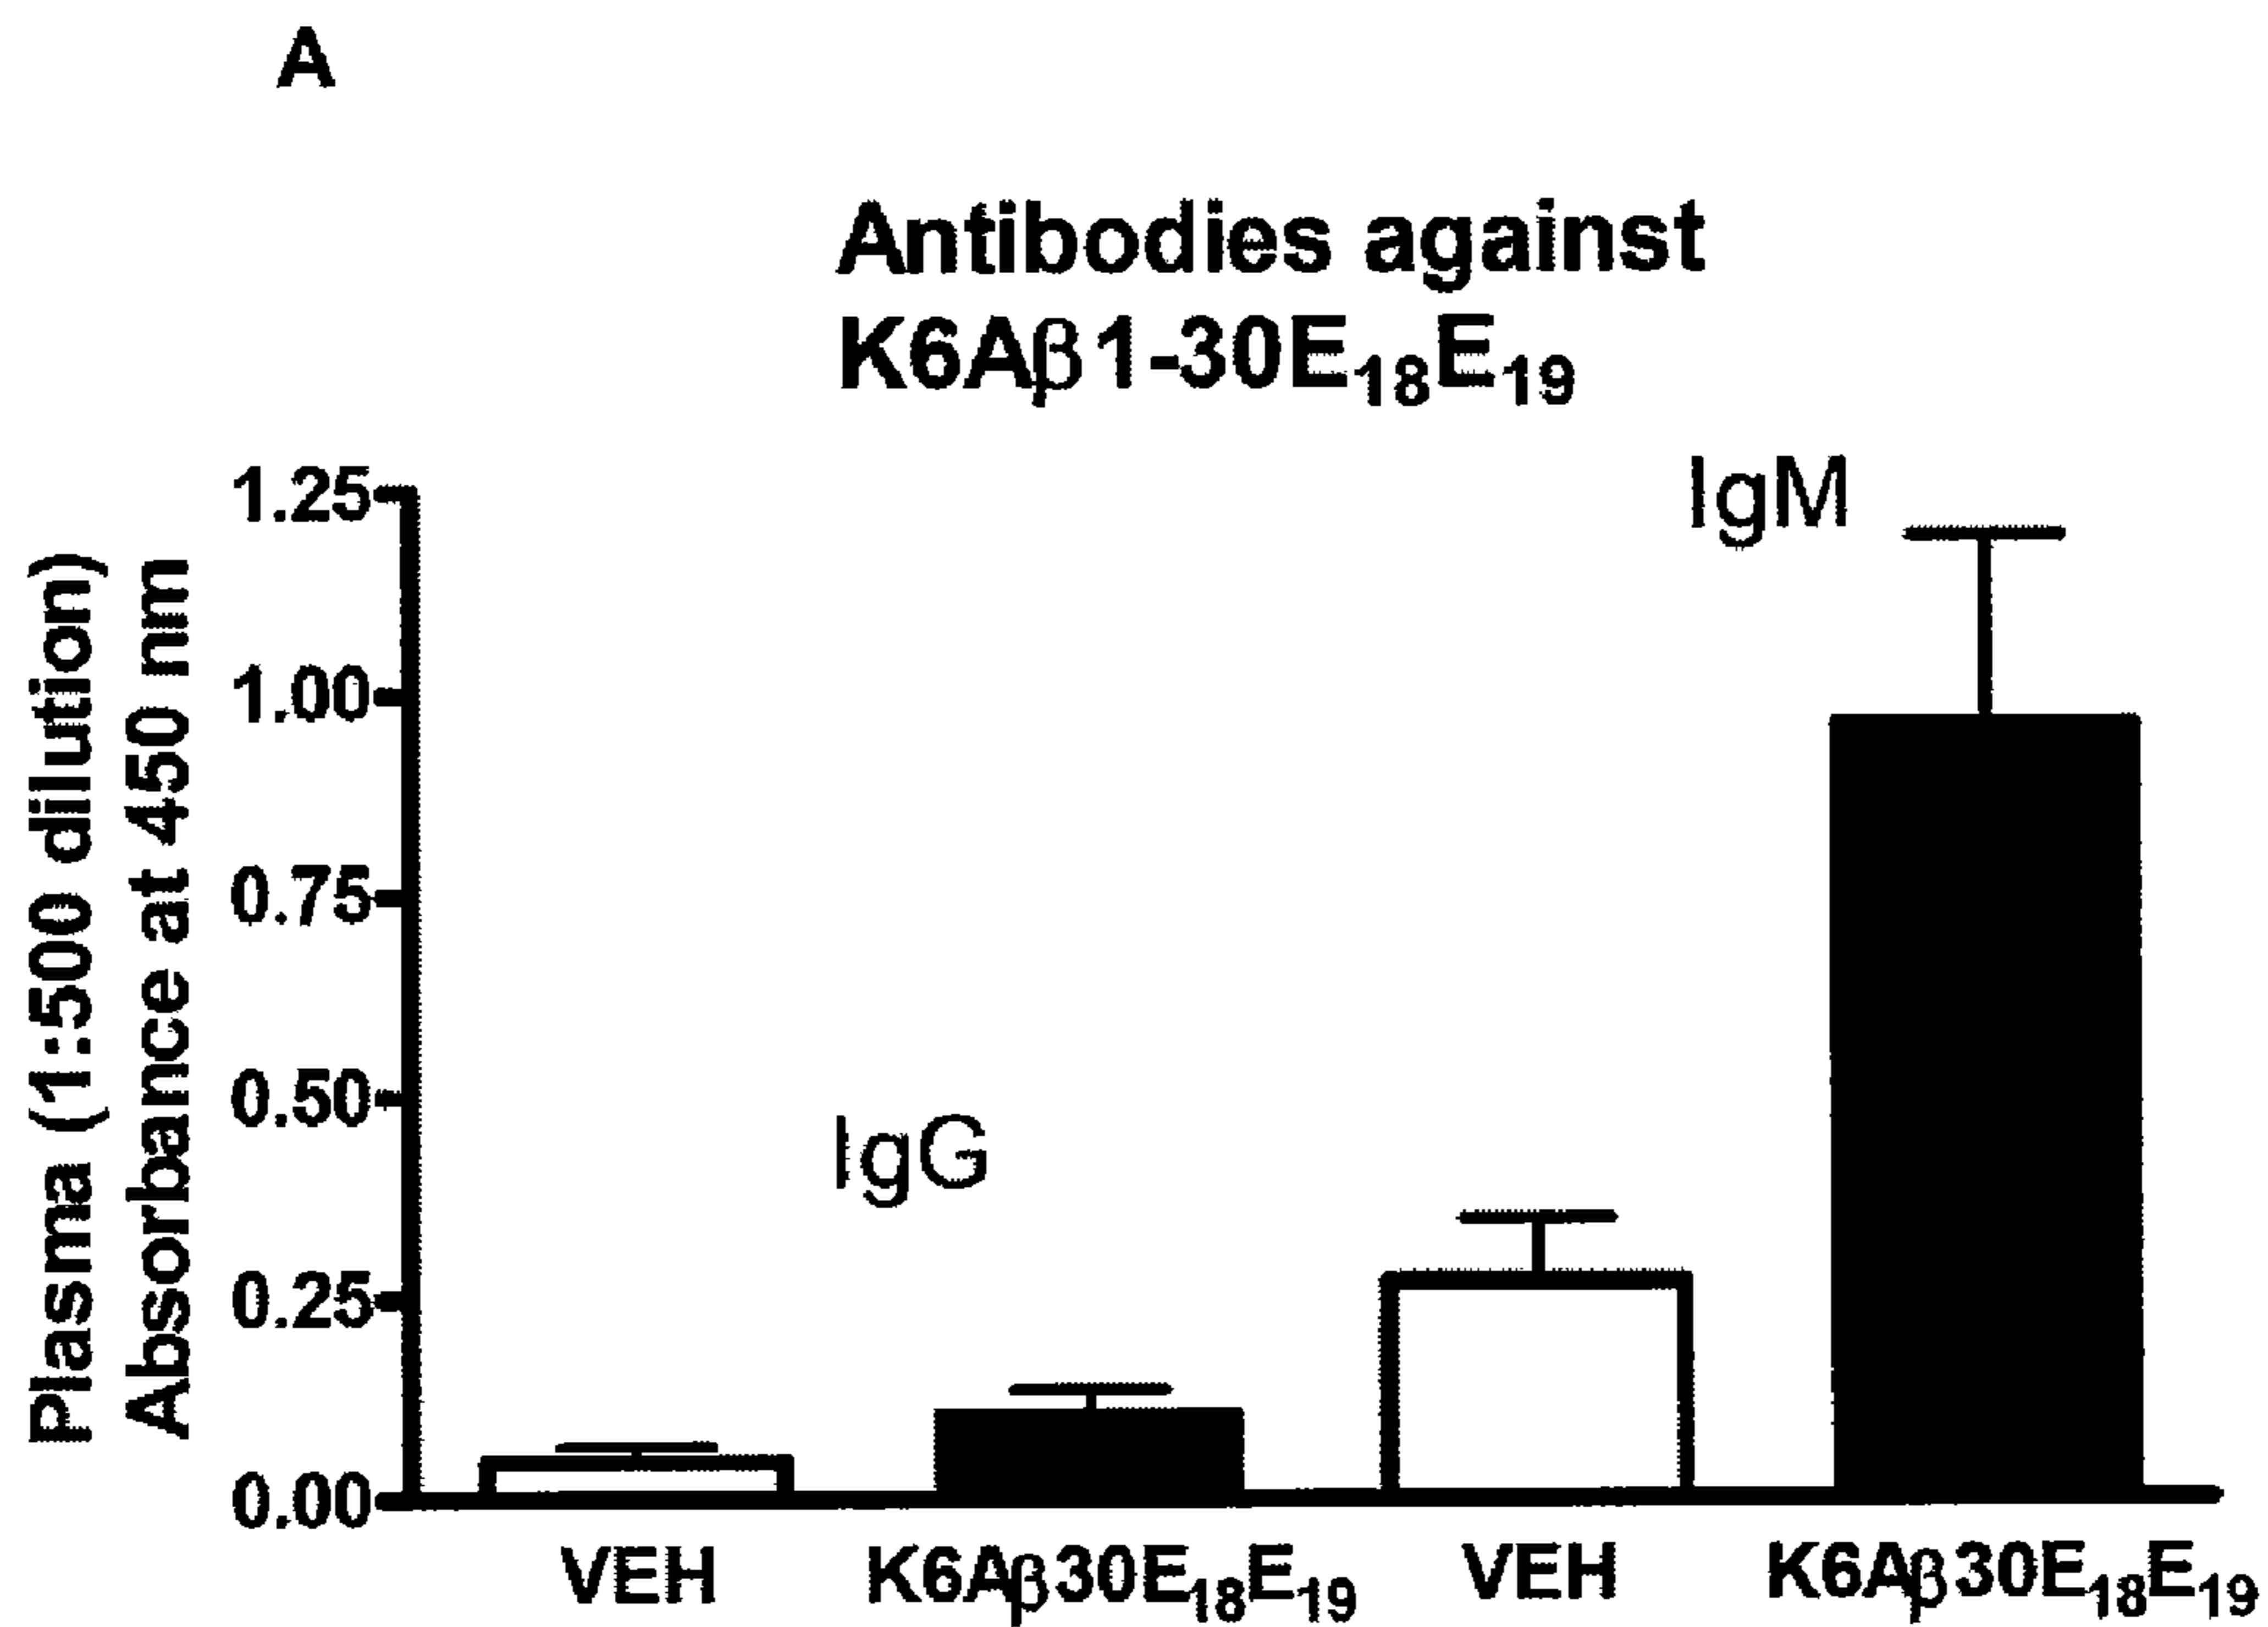 A
Antibodies against
K6Aβ1-30E₁₈E₁₉
IgM
1.25
1.00
0.75
0.50
0.25
0.00
Plasma (1:500 dilution)
Absorbance at 450 nm
IgG
VEH
K6Aβ30E₁₈E₁₉
VEH
K6Aβ30E₁₈E₁₉